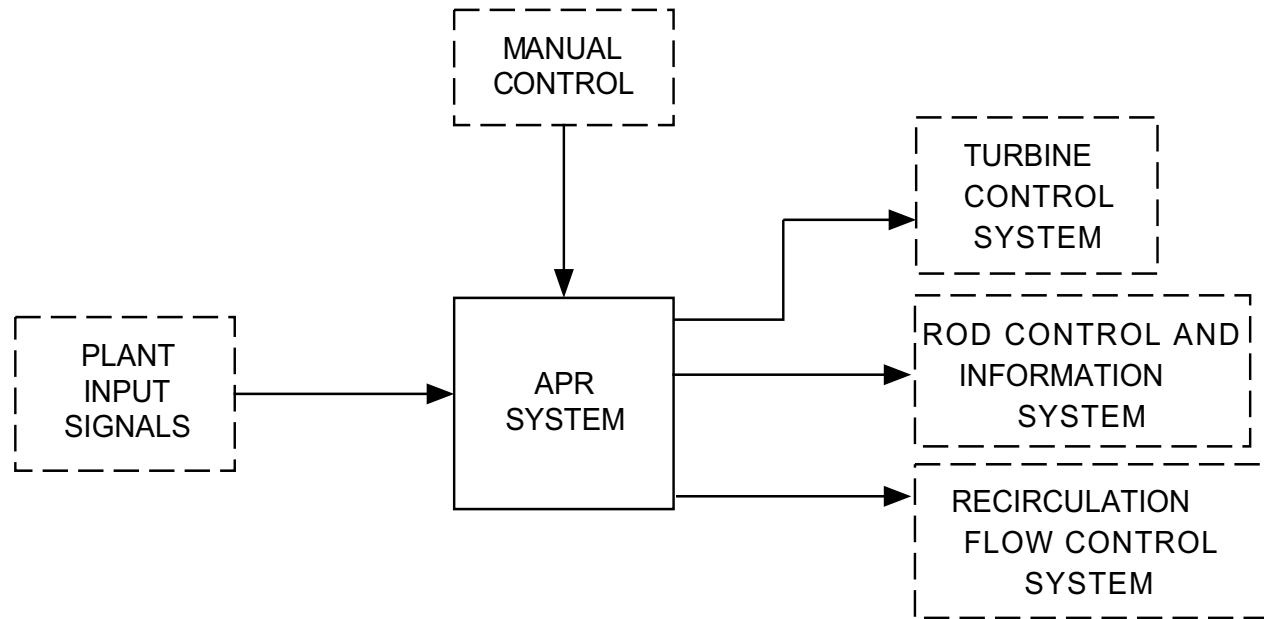 MANUAL
CONTROL
TURBINE
CONTROL
SYSTEM
PLANT
INPUT
SIGNALS
APR
SYSTEM
ROD CONTROL AND
INFORMATION
SYSTEM
RECIRCULATION
FLOW CONTROL
SYSTEM